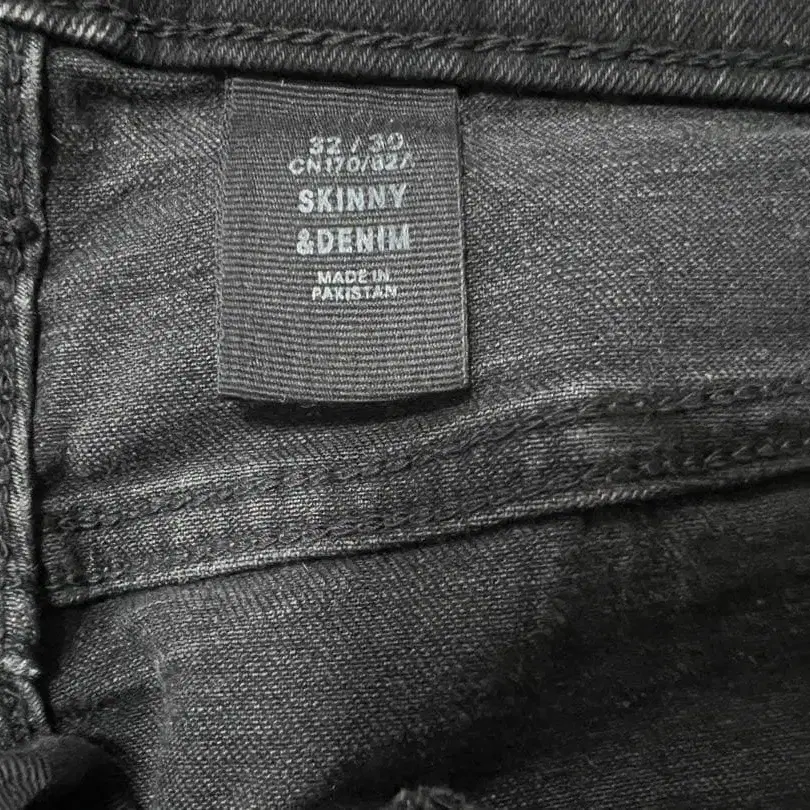 32 / 30
CN170/82A
SKINNY
&DENIM
MADE IN
PAKISTAN